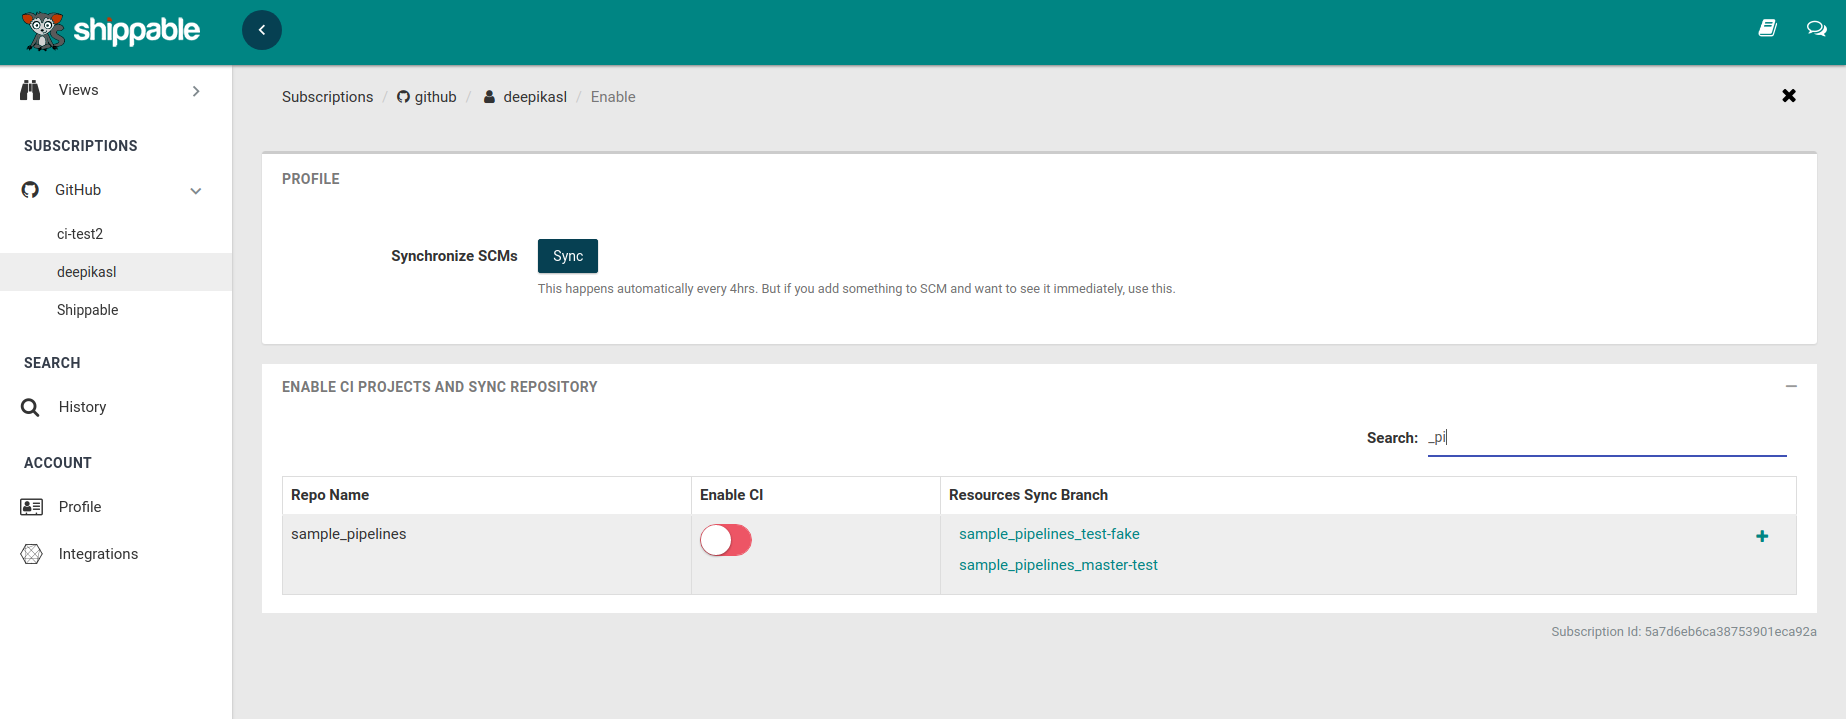 shippable
Views
SUBSCRIPTIONS
GitHub
ci-test2
deepikasl
Shippable
SEARCH
History
ACCOUNT
Profile
Integrations
Subscriptions / github / deepikasl / Enable
PROFILE
Synchronize SCMs Sync
This happens automatically every 4hrs. But if you add something to SCM and want to see it immediately, use this.
ENABLE CI PROJECTS AND SYNC REPOSITORY
Search: _pi
Repo Name Enable CI Resources Sync Branch
sample_pipelines sample_pipelines_test-fake
sample_pipelines_master-test
Subscription Id: 5a7d6eb6ca38753901eca92a